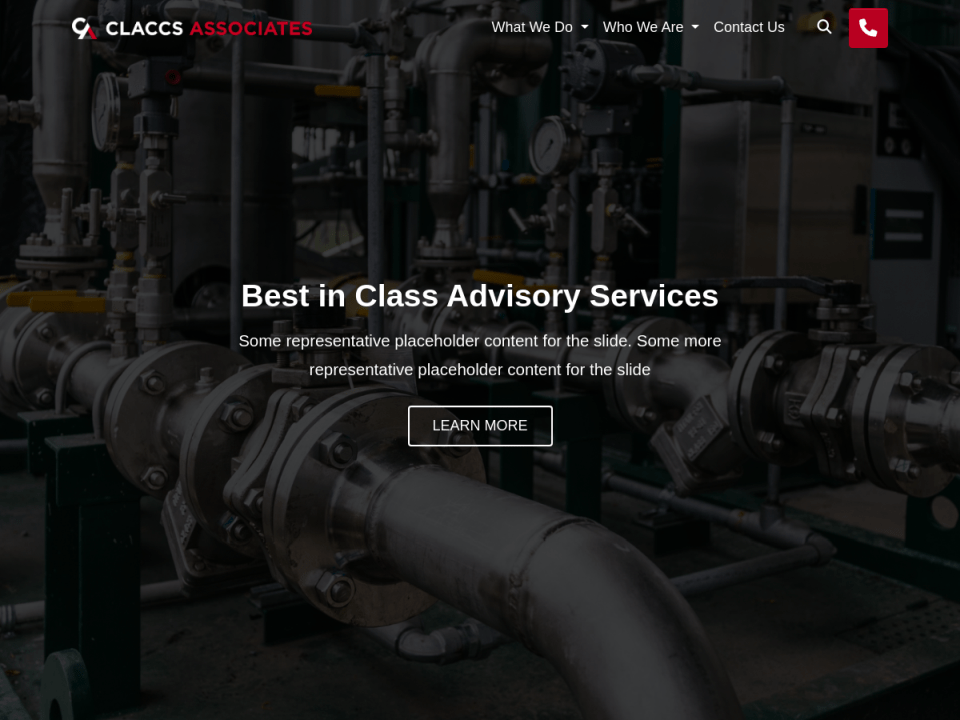 CLACCS ASSOCIATES
What We Do
Who We Are
Contact Us
Best in Class Advisory Services
Some representative placeholder content for the slide. Some more
representative placeholder content for the slide
LEARN MORE